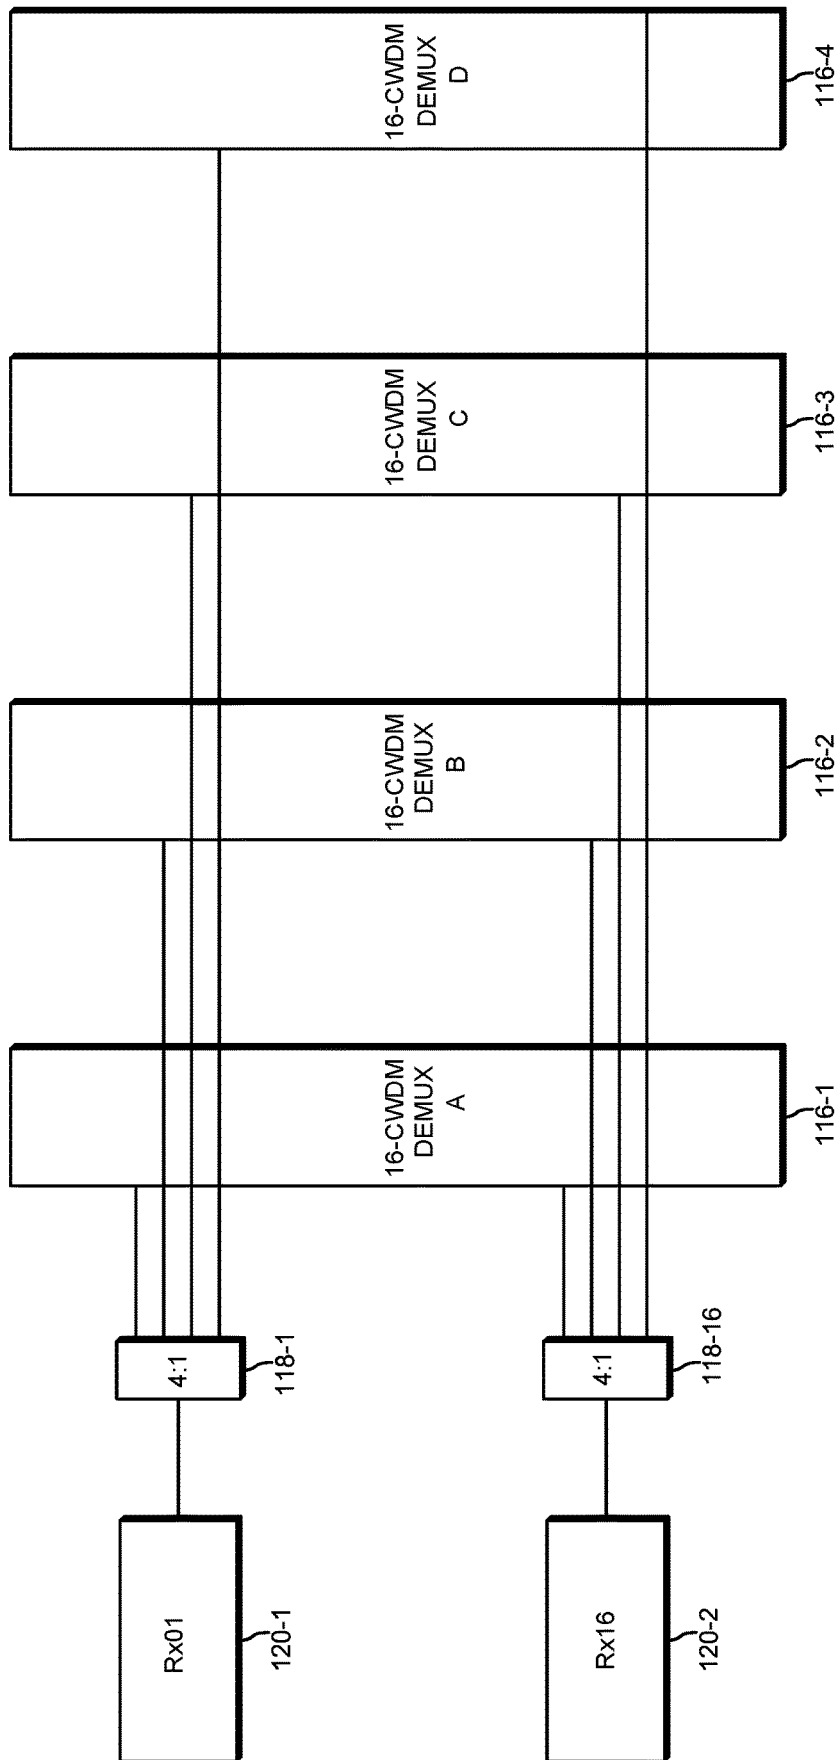 Rx01
120-1
Rx16
120-2
4:1
118-1
4:1
118-16
16-CWDM
DEMUX
A
116-1
16-CWDM
DEMUX
B
116-2
16-CWDM
DEMUX
C
116-3
16-CWDM
DEMUX
D
116-4